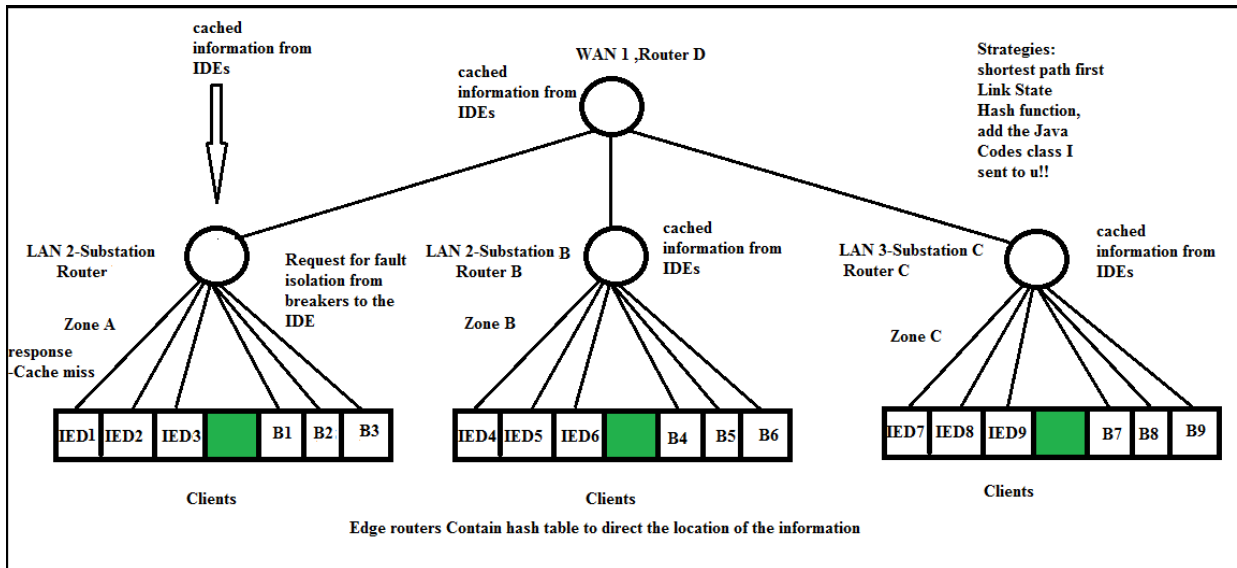 cached
information from
IDEs
WAN 1 ,Router D
cached
information from
IDEs
Strategies:
shortest path first
Link State
Hash function,
add the Java
Codes class I
sent to u!!
LAN 2-Substation
Router
Request for fault
isolation from
breakers to the
IDE
Zone A
response
-Cache miss
LAN 2-Substation B
Router B
cached
information from
IDEs
Zone B
LAN 3-Substation C
Router C
cached
information from
IDEs
Zone C
IED1 IED2 IED3 B1 B2 B3
IED4 IED5 IED6 B4 B5 B6
IED7 IED8 IED9 B7 B8 B9
Clients
Clients
Clients
Edge routers Contain hash table to direct the location of the information